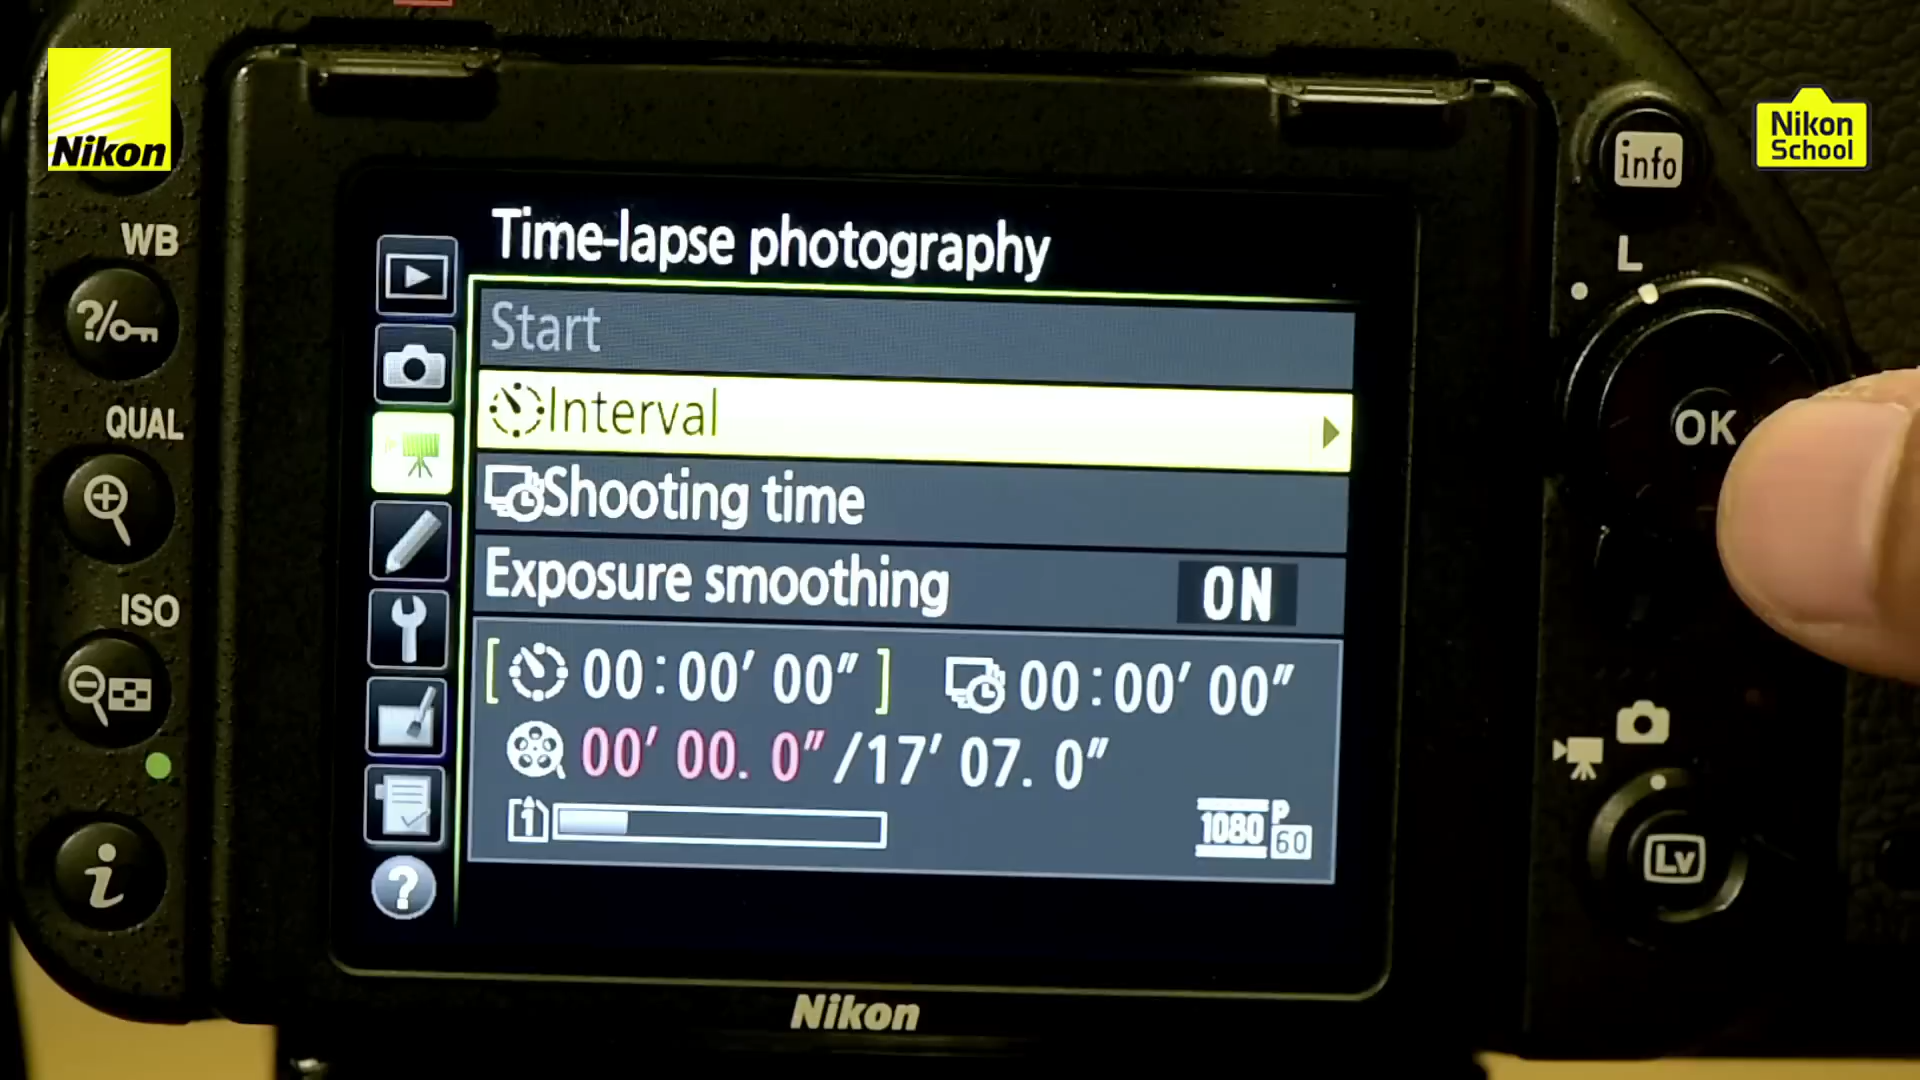 Nikon
Nikon
School
info
WB
L
Time-lapse photography
Start
Interval
OK
QUAL
Shooting time
Exposure smoothing ON
ISO
[ 00:00' 00" ] 00:00' 00"
00' 00. 0" /17' 07. 0"
1
1080 P
60
i
?
Lv
Nikon